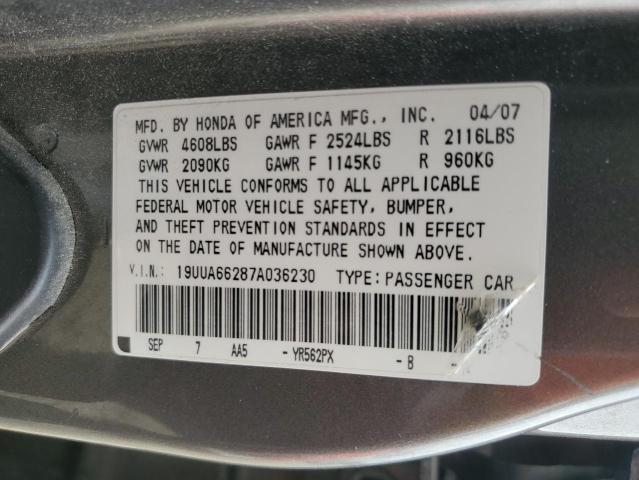 MFD. BY HONDA OF AMERICA MFG., INC. 04/07
GVWR 4608LBS GAWR F 2524LBS R 2116LBS
GVWR 2090KG GAWR F 1145KG R 960KG
THIS VEHICLE CONFORMS TO ALL APPLICABLE
FEDERAL MOTOR VEHICLE SAFETY, BUMPER,
AND THEFT PREVENTION STANDARDS IN EFFECT
ON THE DATE OF MANUFACTURE SHOWN ABOVE.
V.I.N.: 19UUA66287A036230 TYPE: PASSENGER CAR
SEP 7 AA5 -YR562PX -B